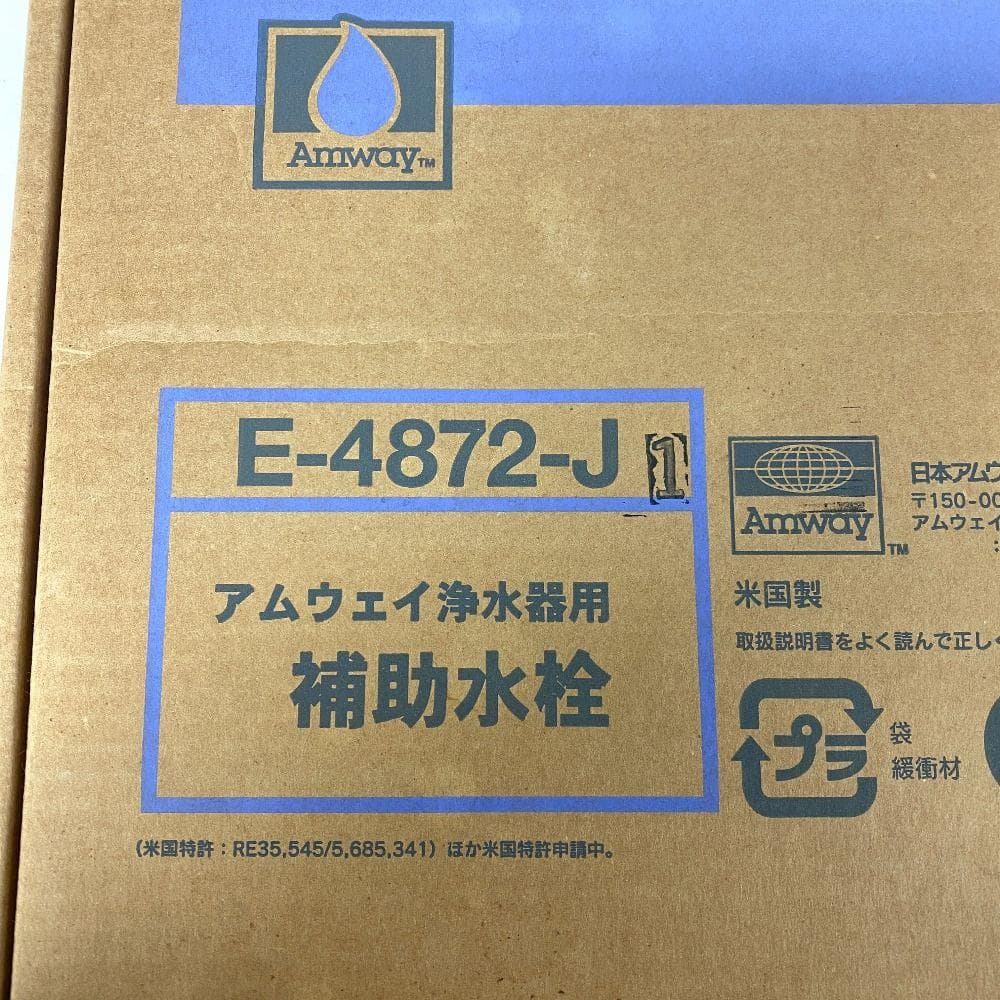 Amway™
E-4872-J1
アムウェイ浄水器用
補助水栓
(米国特許：RE35,545/5,685,341) ほか米国特許申請中。
Amway™
日本アムウ
〒150-00
アムウェイ
米国製
取扱説明書をよく読んで正し
プラ
袋
緩衝材